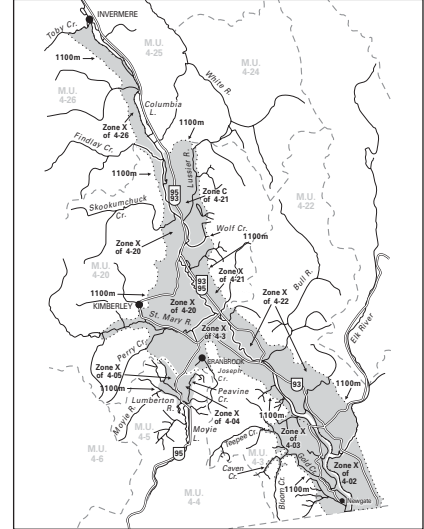 INVERMERE
Toby Cr.
M.U.
4-25
1100m
M.U.
4-24
White R.
M.U.
4-26
Columbia
L.
1100m
Zone X
of 4-26
Findlay Cr.
Lussier R.
1100m
95
93
Zone C
of 4-21
M.U.
4-22
Skookumchuck
Cr.
Wolf Cr.
1100m
Zone X
of 4-20
M.U.
4-20
93
95
Zone X
of 4-21
Bull R.
1100m
Zone X
of 4-22
KIMBERLEY
Zone X
of 4-20
St. Mary R.
Zone X
of 4-3
Elk River
Perry Cr.
CRANBROOK
Joseph
Cr.
Zone X
of 4-05
93
1100m
1100m
Peavine
Cr.
Lumberton
R.
Moyie R.
Zone X
of 4-04
1100m
M.U.
4-5
Moyie
L.
Teepee Cr.
Zone X
of
4-03
M.U.
4-3
M.U.
4-6
95
Gold Cr.
Caven
Cr.
Zone X
of
4-02
Bloom Cr.
1100m
M.U.
4-4
Newgate